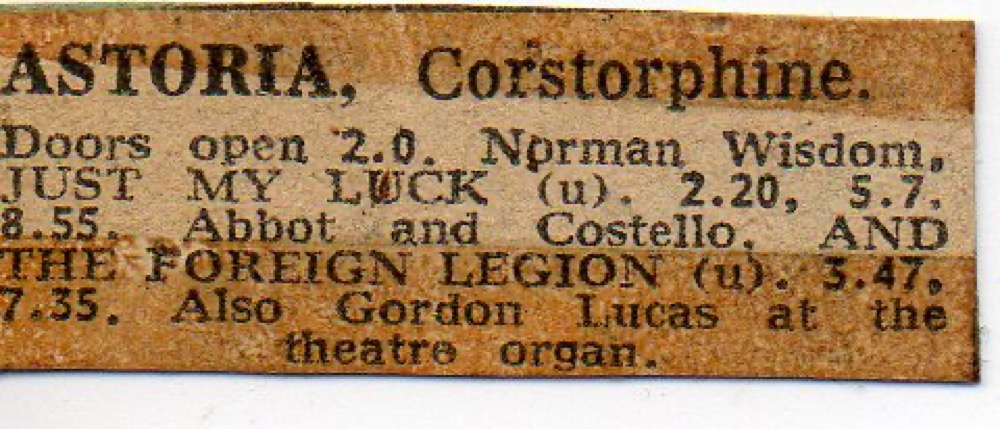 ASTORIA, Corstorphine.
Doors open 2.0. Norman Wisdom,
JUST MY LUCK (u). 2.20, 5.7.
8.55. Abbot and Costello, AND
THE FOREIGN LEGION (u). 3.47,
7.35. Also Gordon Lucas at the
theatre organ.